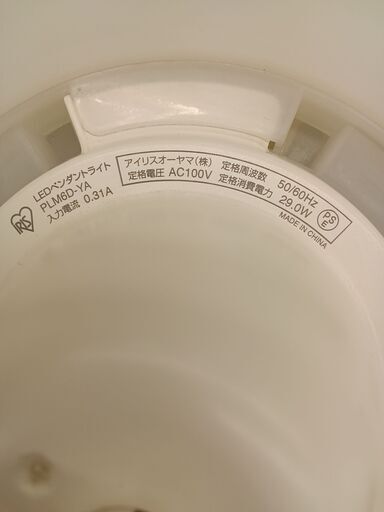 IRIS
LEDペンダントライト
PLM6D-YA
入力電流 0.31A
アイリスオーヤマ(株) 定格周波数 50/60Hz
定格電圧 AC100V 定格消費電力 29.0W
PS
E
MADE IN CHINA